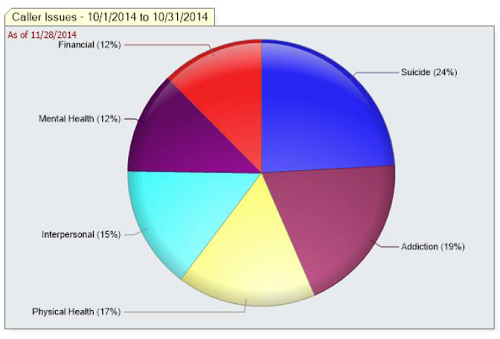 Caller Issues - 10/1/2014 to 10/31/2014
As of 11/28/2014
Financial (12%)
Suicide (24%)
Mental Health (12%)
Interpersonal (15%)
Addiction (19%)
Physical Health (17%)